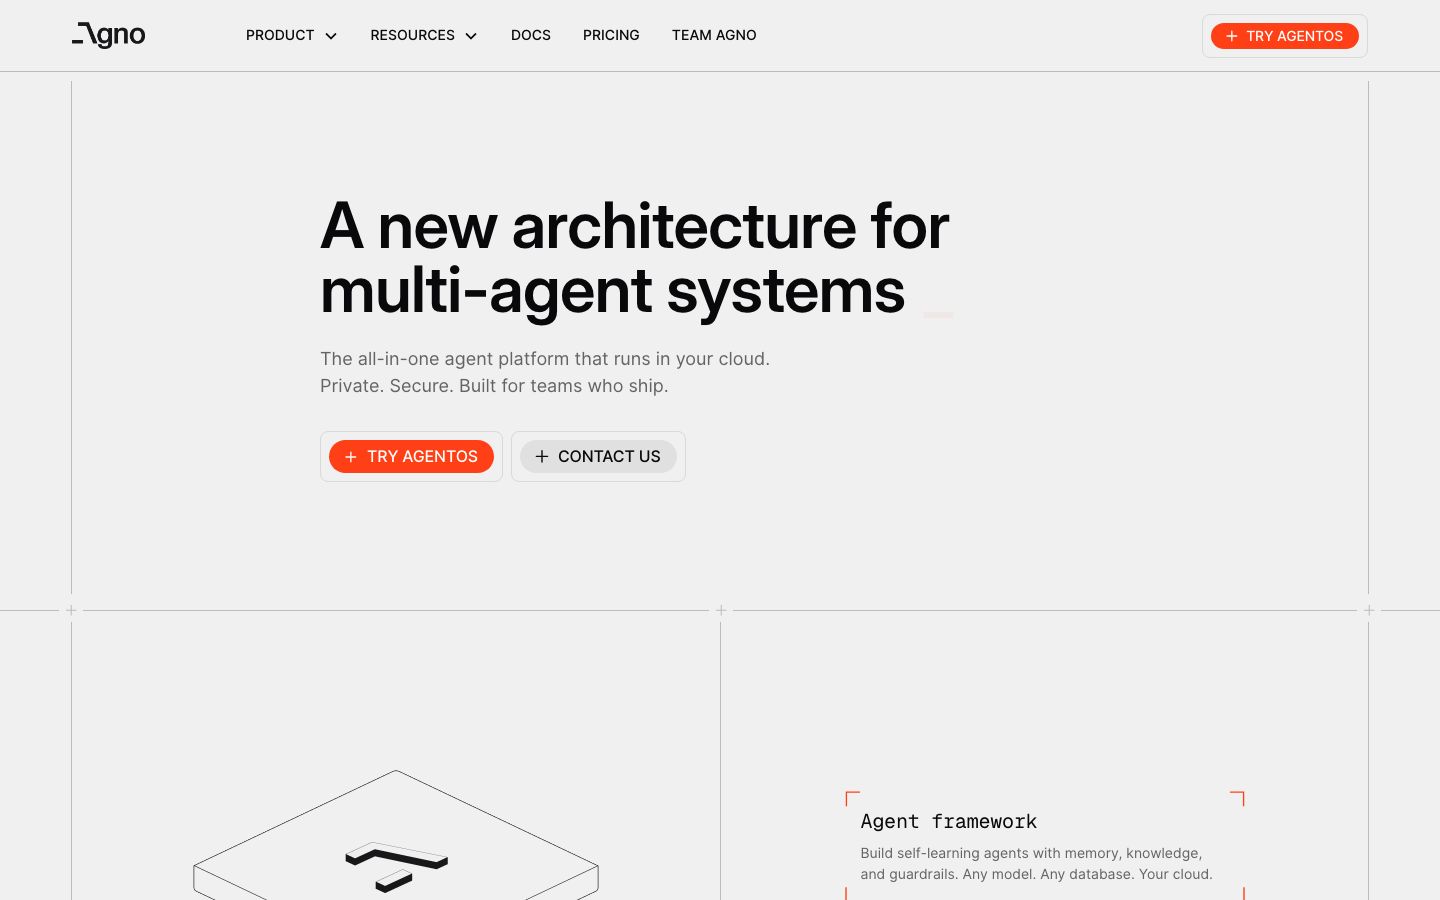 Agno
PRODUCT
RESOURCES
DOCS
PRICING
TEAM AGNO
+ TRY AGENTOS
A new architecture for
multi-agent systems _
The all-in-one agent platform that runs in your cloud.
Private. Secure. Built for teams who ship.
+ TRY AGENTOS
+ CONTACT US
Agent framework
Build self-learning agents with memory, knowledge,
and guardrails. Any model. Any database. Your cloud.